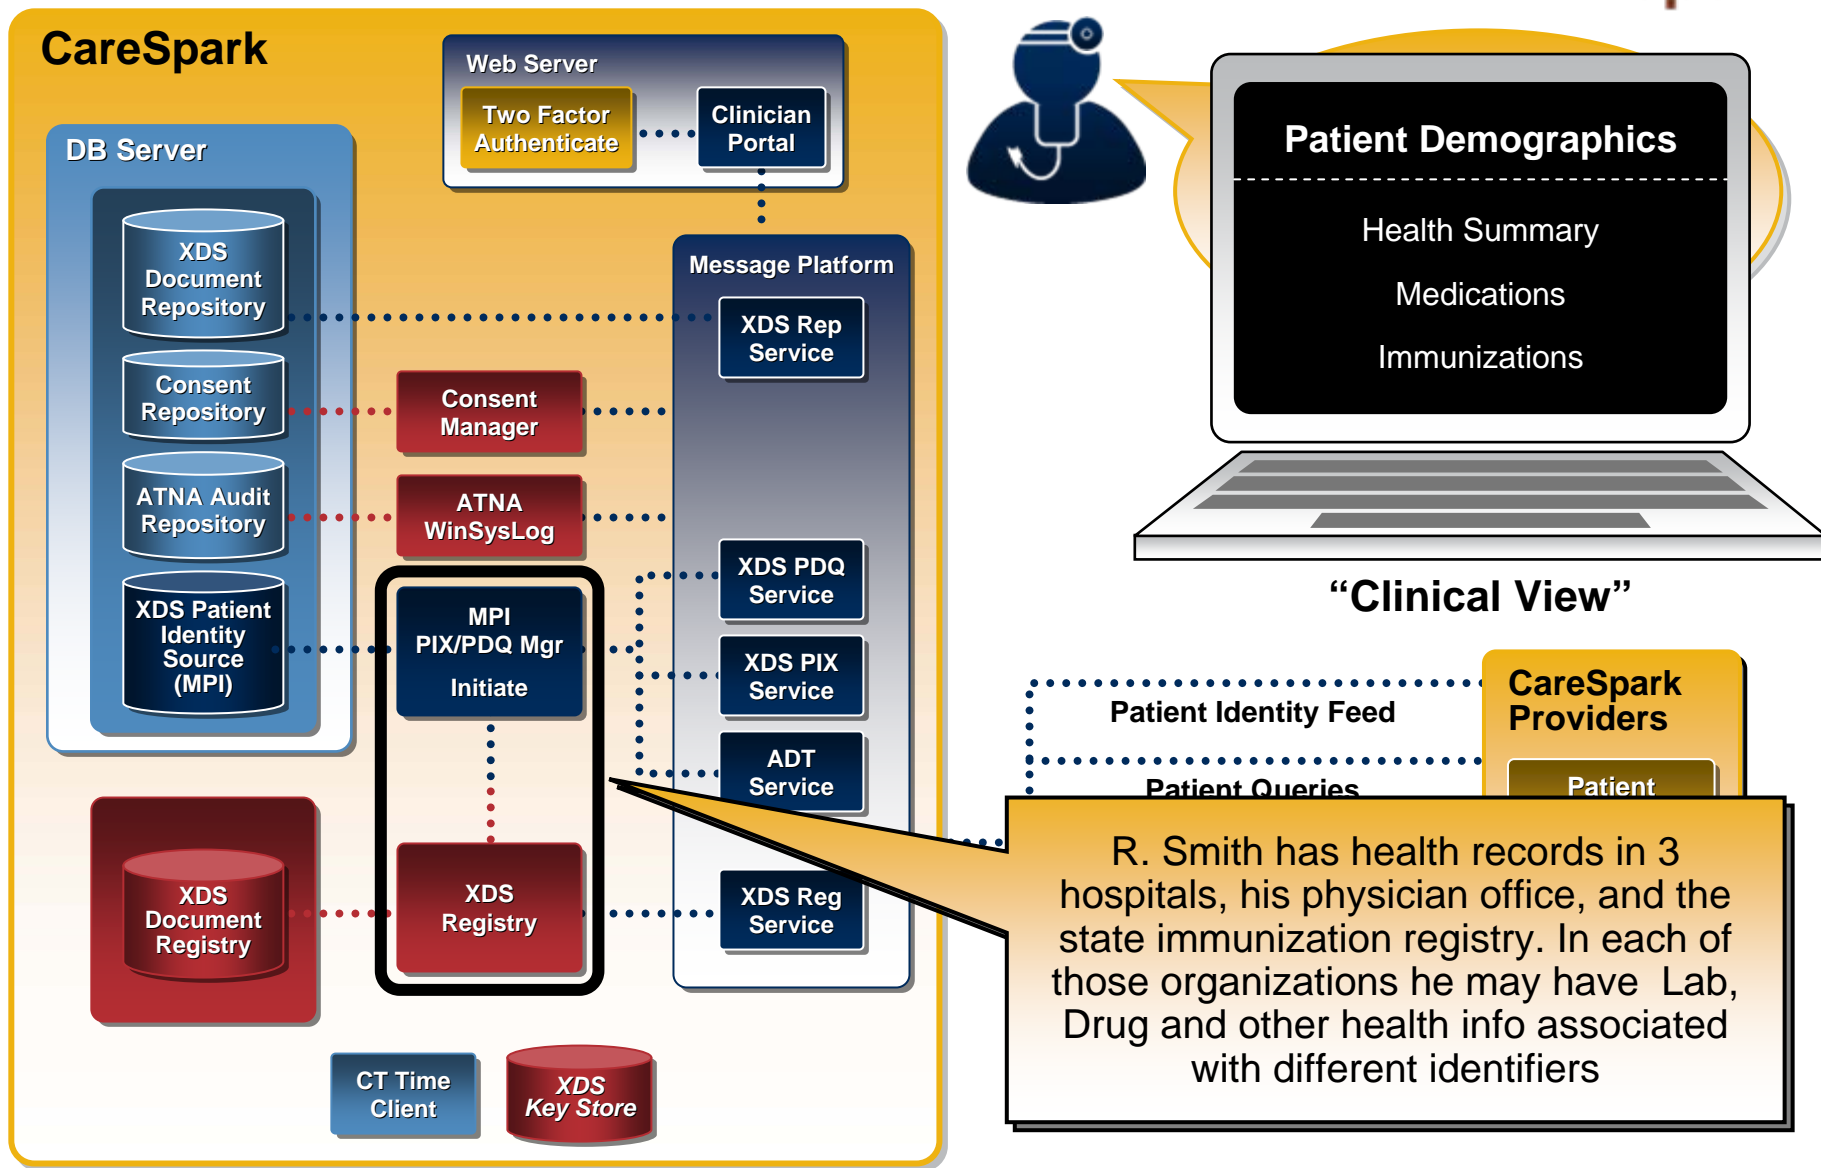 CareSpark
Web Server
Two Factor
Authenticate
Clinician
Portal
DB Server
XDS
Document
Repository
Consent
Repository
ATNA Audit
Repository
XDS Patient
Identity
Source
(MPI)
Consent
Manager
ATNA
WinSysLog
MPI
PIX/PDQ Mgr
Initiate
XDS
Registry
XDS
Document
Registry
Message Platform
XDS Rep
Service
XDS PDQ
Service
XDS PIX
Service
ADT
Service
XDS Reg
Service
CT Time
Client
XDS
Key Store
Patient Demographics
Health Summary
Medications
Immunizations
“Clinical View”
Patient Identity Feed
Patient Queries
CareSpark
Providers
Patient
R. Smith has health records in 3
hospitals, his physician office, and the
state immunization registry. In each of
those organizations he may have  Lab,
Drug and other health info associated
with different identifiers